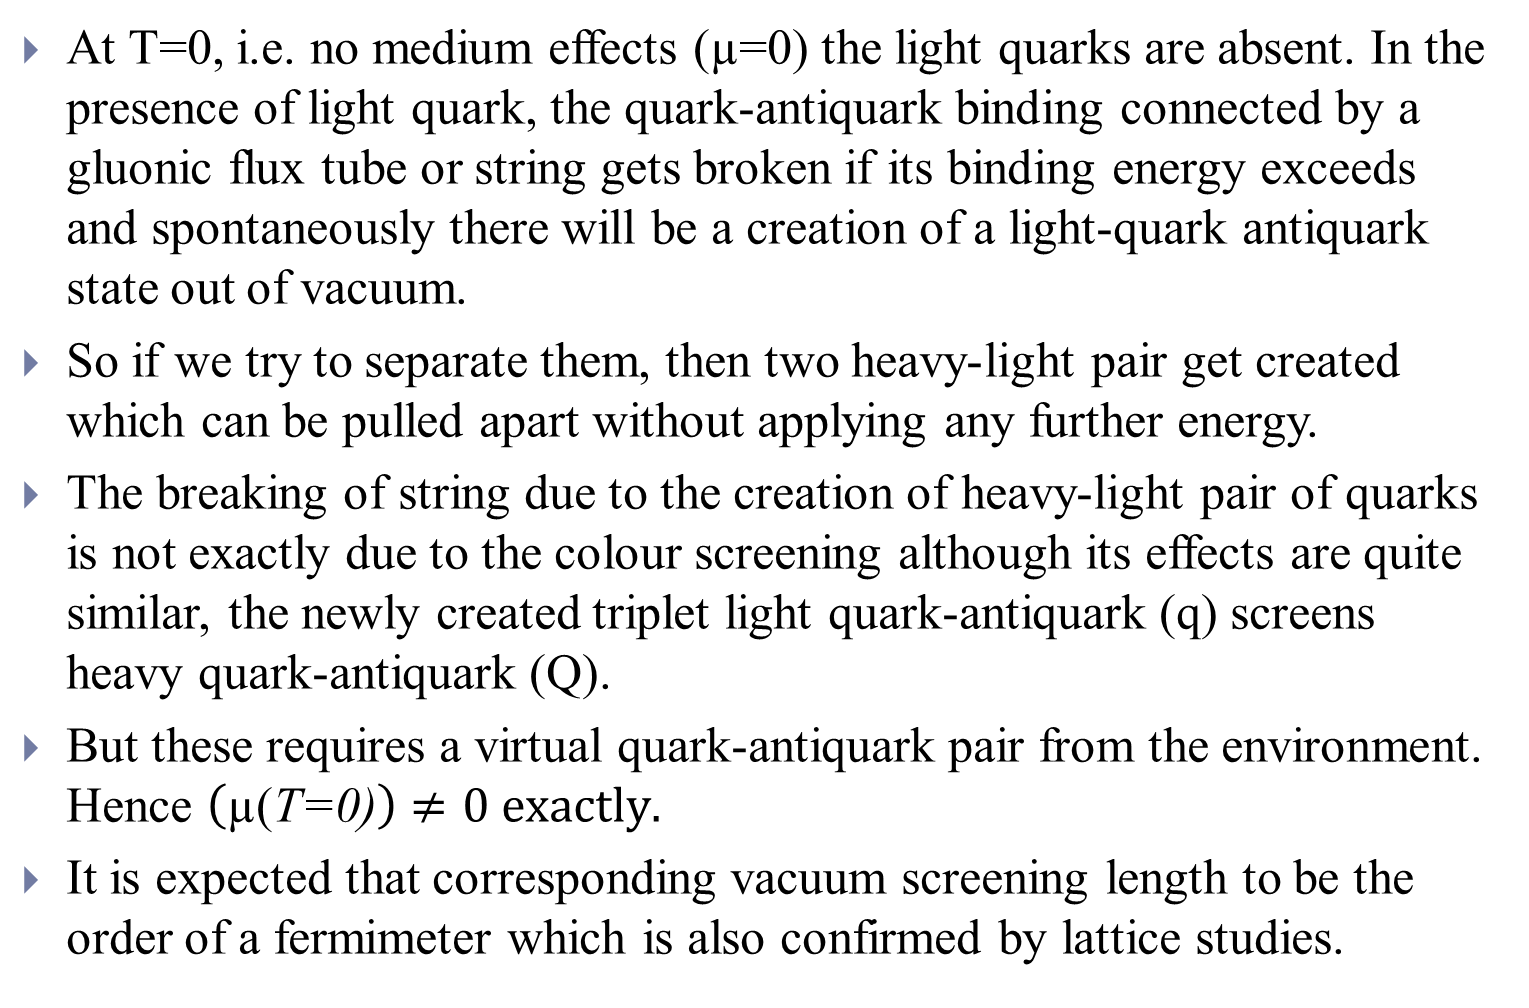 At T=0, i.e. no medium effects (μ=0) the light quarks are absent. In the
presence of light quark, the quark-antiquark binding connected by a
gluonic flux tube or string gets broken if its binding energy exceeds
and spontaneously there will be a creation of a light-quark antiquark
state out of vacuum.
So if we try to separate them, then two heavy-light pair get created
which can be pulled apart without applying any further energy.
The breaking of string due to the creation of heavy-light pair of quarks
is not exactly due to the colour screening although its effects are quite
similar, the newly created triplet light quark-antiquark (q) screens
heavy quark-antiquark (Q).
But these requires a virtual quark-antiquark pair from the environment.
Hence (μ(T=0)) ≠ 0 exactly.
It is expected that corresponding vacuum screening length to be the
order of a fermimeter which is also confirmed by lattice studies.